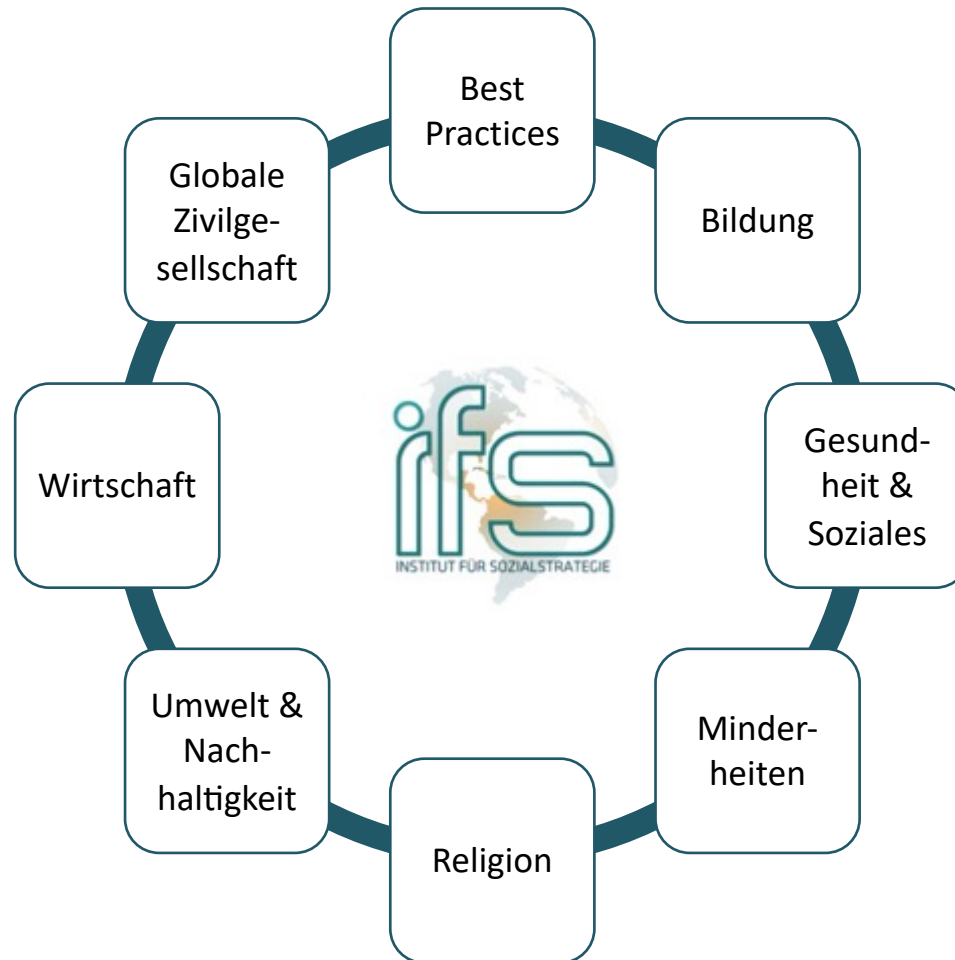 Best
Practices
Bildung
Gesund-
heit &
Soziales
Minder-
heiten
Religion
Umwelt &
Nach-
haltigkeit
Wirtschaft
Globale
Zivilge-
sellschaft
ifs
INSTITUT FÜR SOZIALSTRATEGIE